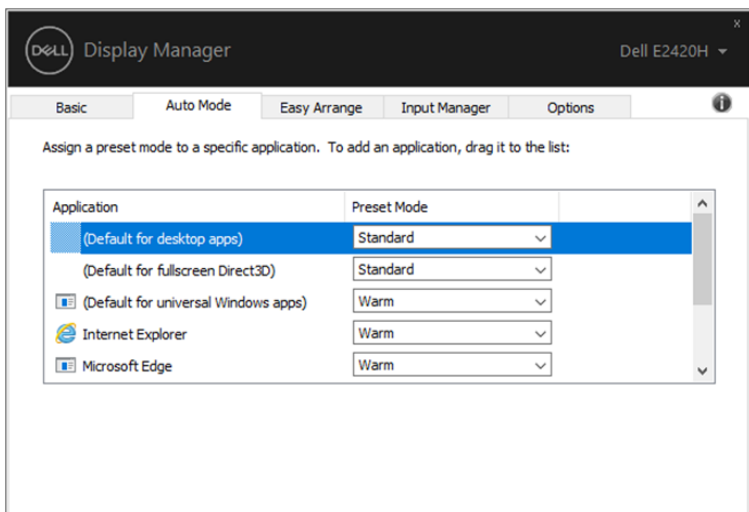 x
DELL Display Manager Dell E2420H
Basic Auto Mode Easy Arrange Input Manager Options
Assign a preset mode to a specific application. To add an application, drag it to the list:
Application Preset Mode
(Default for desktop apps) Standard
(Default for fullscreen Direct3D) Standard
(Default for universal Windows apps) Warm
Internet Explorer Warm
Microsoft Edge Warm